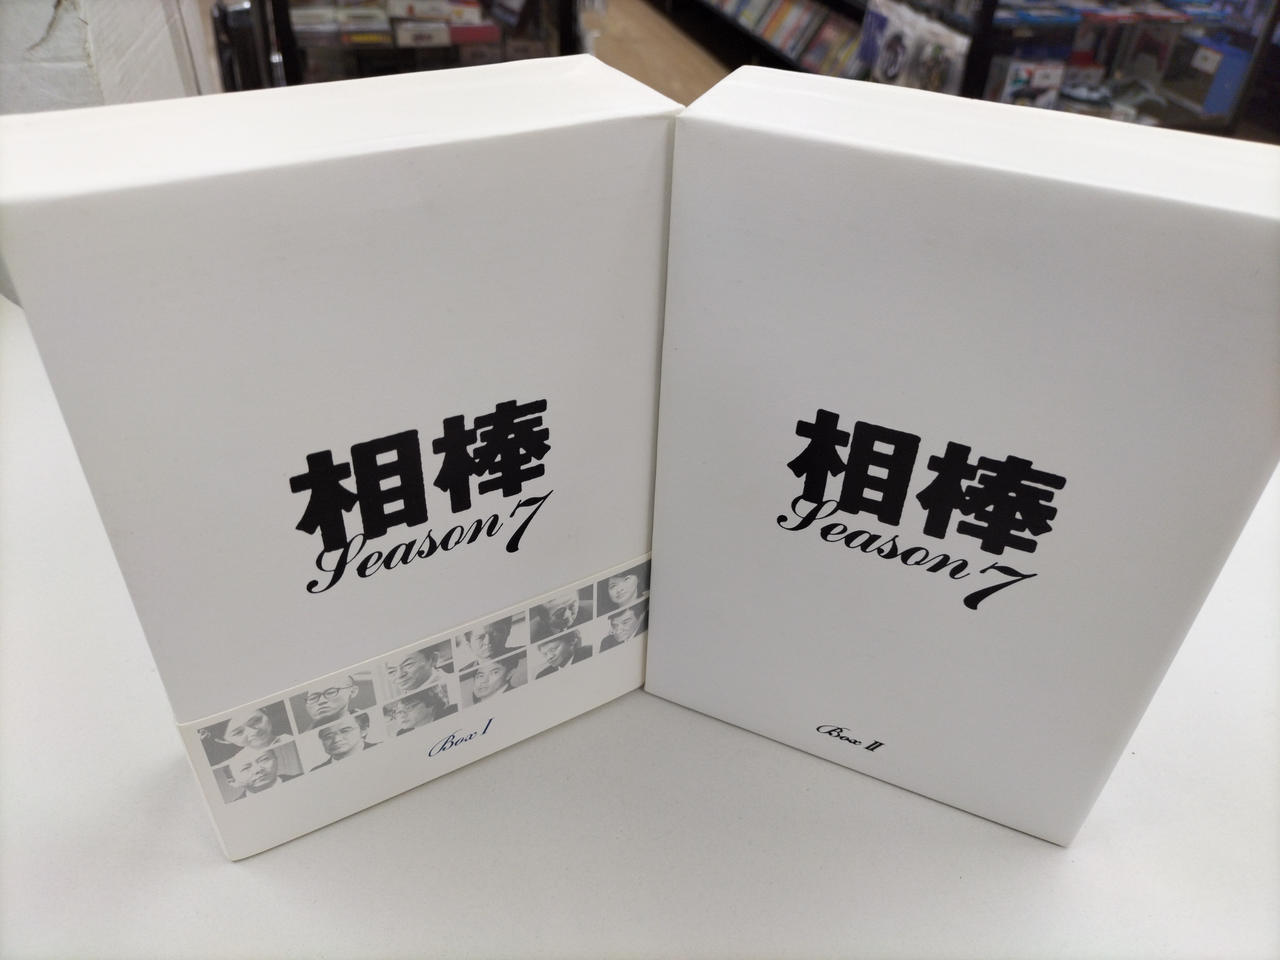 相棒
Season 7
Box I
相棒
Season 7
Box II